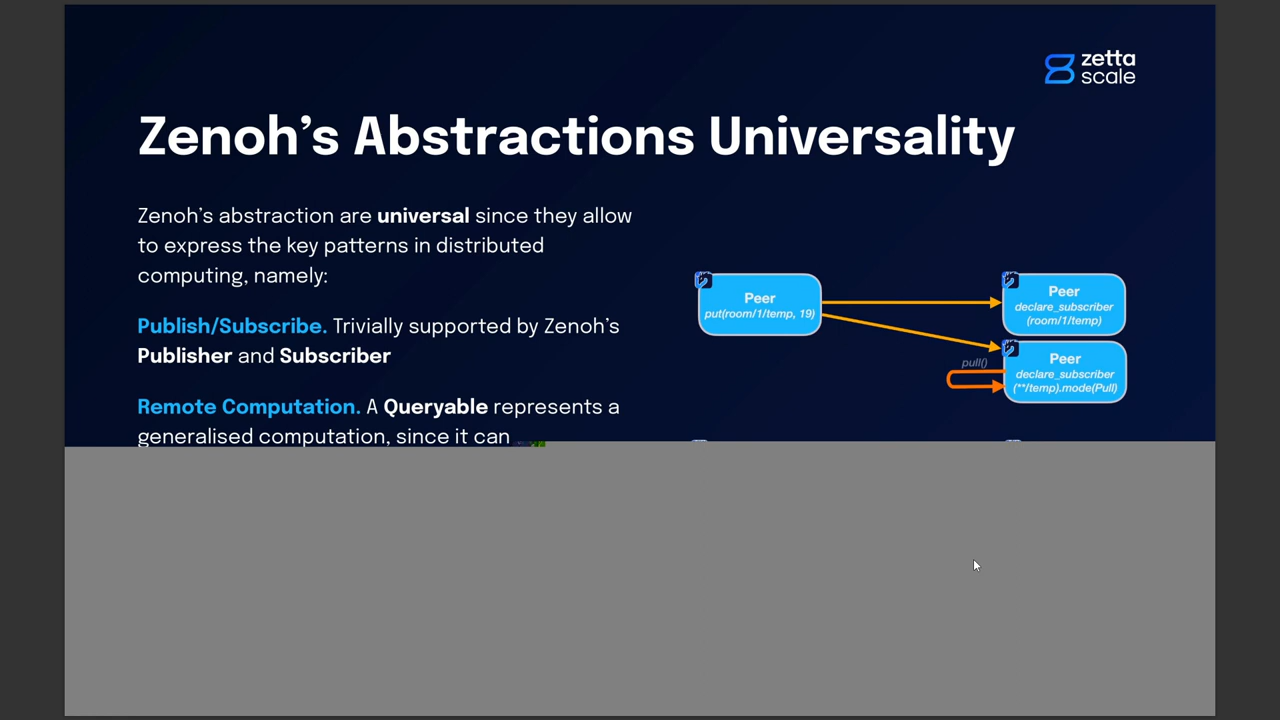 zetta
scale
Zenoh’s Abstractions Universality
Zenoh’s abstraction are universal since they allow
to express the key patterns in distributed
computing, namely:
Publish/Subscribe. Trivially supported by Zenoh’s
Publisher and Subscriber
Remote Computation. A Queryable represents a
generalised computation, since it can
Peer
put(room/1/temp, 19)
Peer
declare_subscriber
(room/1/temp)
pull()
Peer
declare_subscriber
(**/temp).mode(Pull)